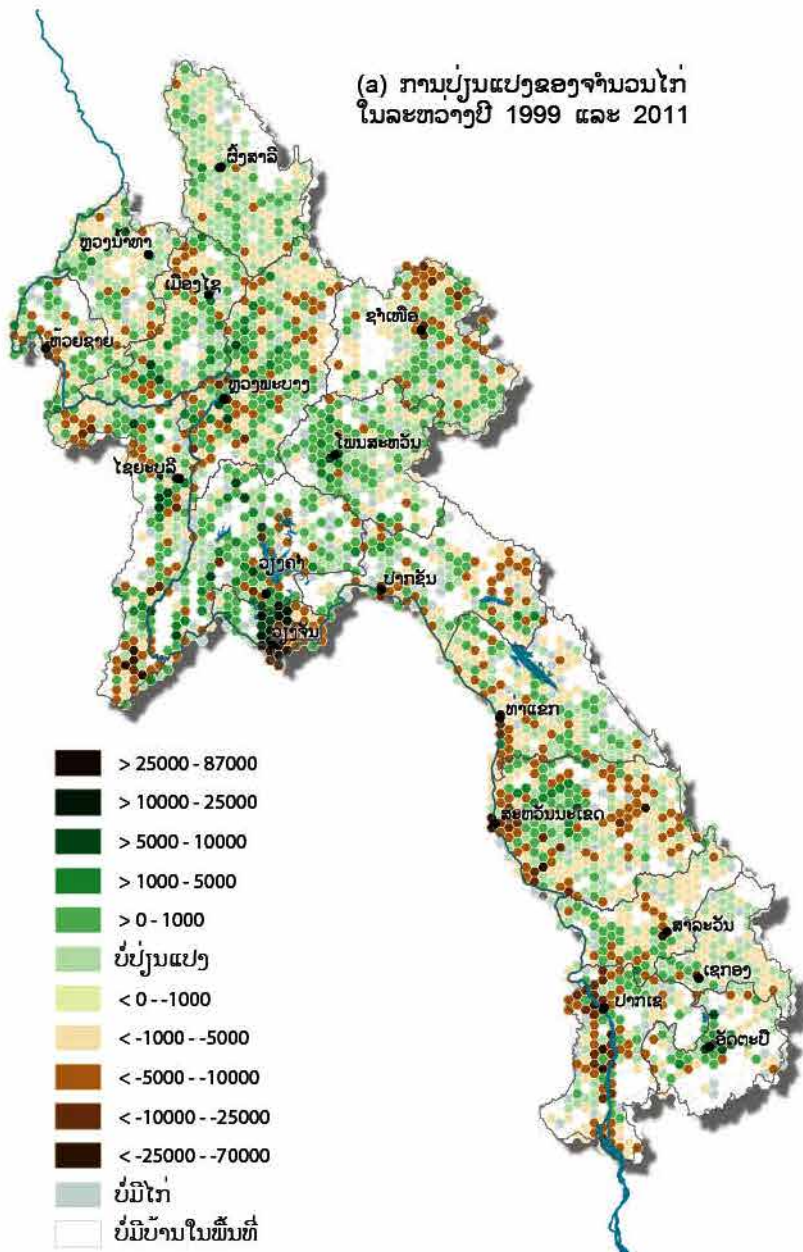 (a) ການປ່ຽນແປງຂອງຈຳນວນໄກ່
ໃນລະຫວ່າງປີ 1999 ແລະ 2011
ຜົ້ງສາລີ
ຫຼວງນ້ຳທາ
ເມືອງໄຊ
ຊຳເໜືອ
ຫ້ວຍຊາຍ
ຫຼວງພະບາງ
ໂພນສະຫວັນ
ໄຊຍະບູລີ
ວຽງຄຳ
ປາກຊັນ
ວຽງຈັນ
ທ່າແຂກ
ສະຫວັນນະເຂດ
ສາລະວັນ
ເຊກອງ
ປາກເຊ
ອັດຕະປື
> 25000 - 87000
> 10000 - 25000
> 5000 - 10000
> 1000 - 5000
> 0 - 1000
ບໍ່ປ່ຽນແປງ
< 0 - -1000
< -1000 - -5000
< -5000 - -10000
< -10000 - -25000
< -25000 - -70000
ບໍ່ມີໄກ່
ບໍ່ມີບ້ານໃນພື້ນທີ່